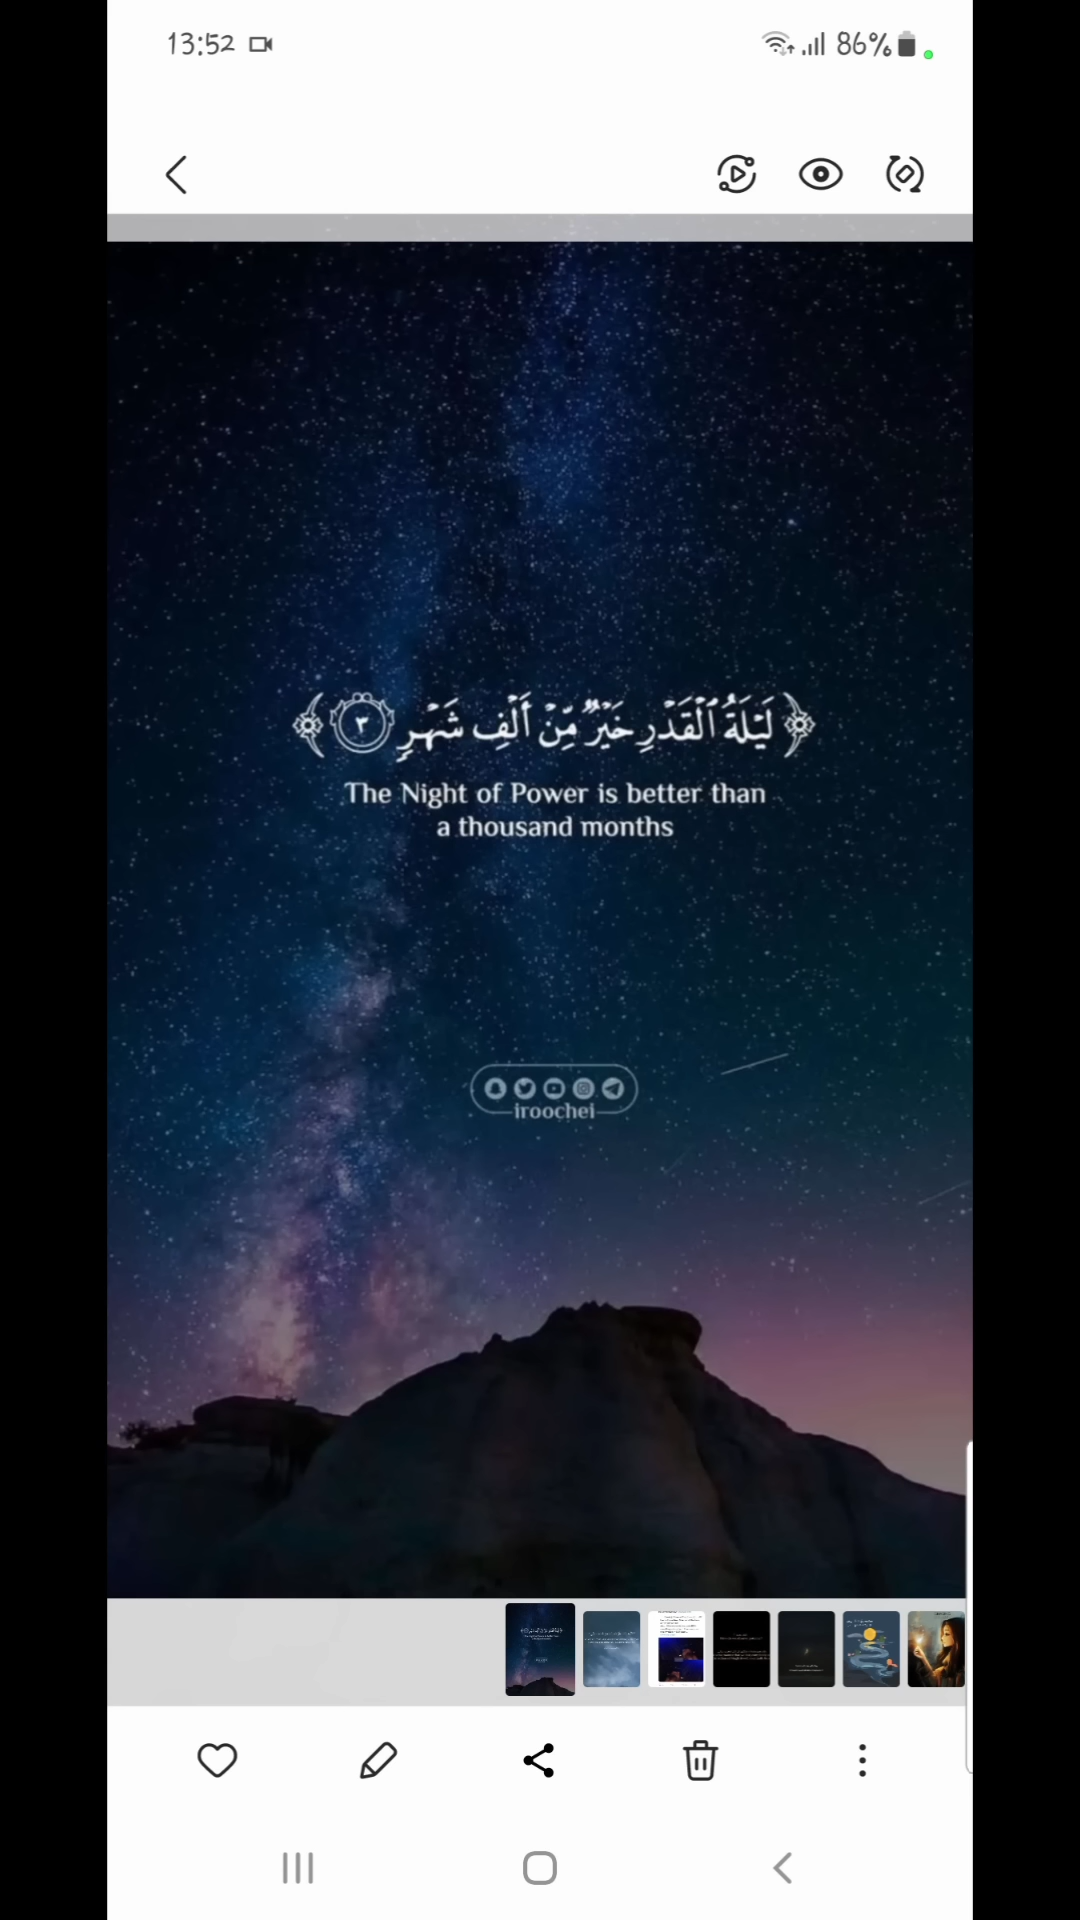 13:52
86%
لَيۡلَةُ ٱلۡقَدۡرِ خَيۡرٞ مِّنۡ أَلۡفِ شَهۡرٖ ٣
The Night of Power is better than
a thousand months
iroochei